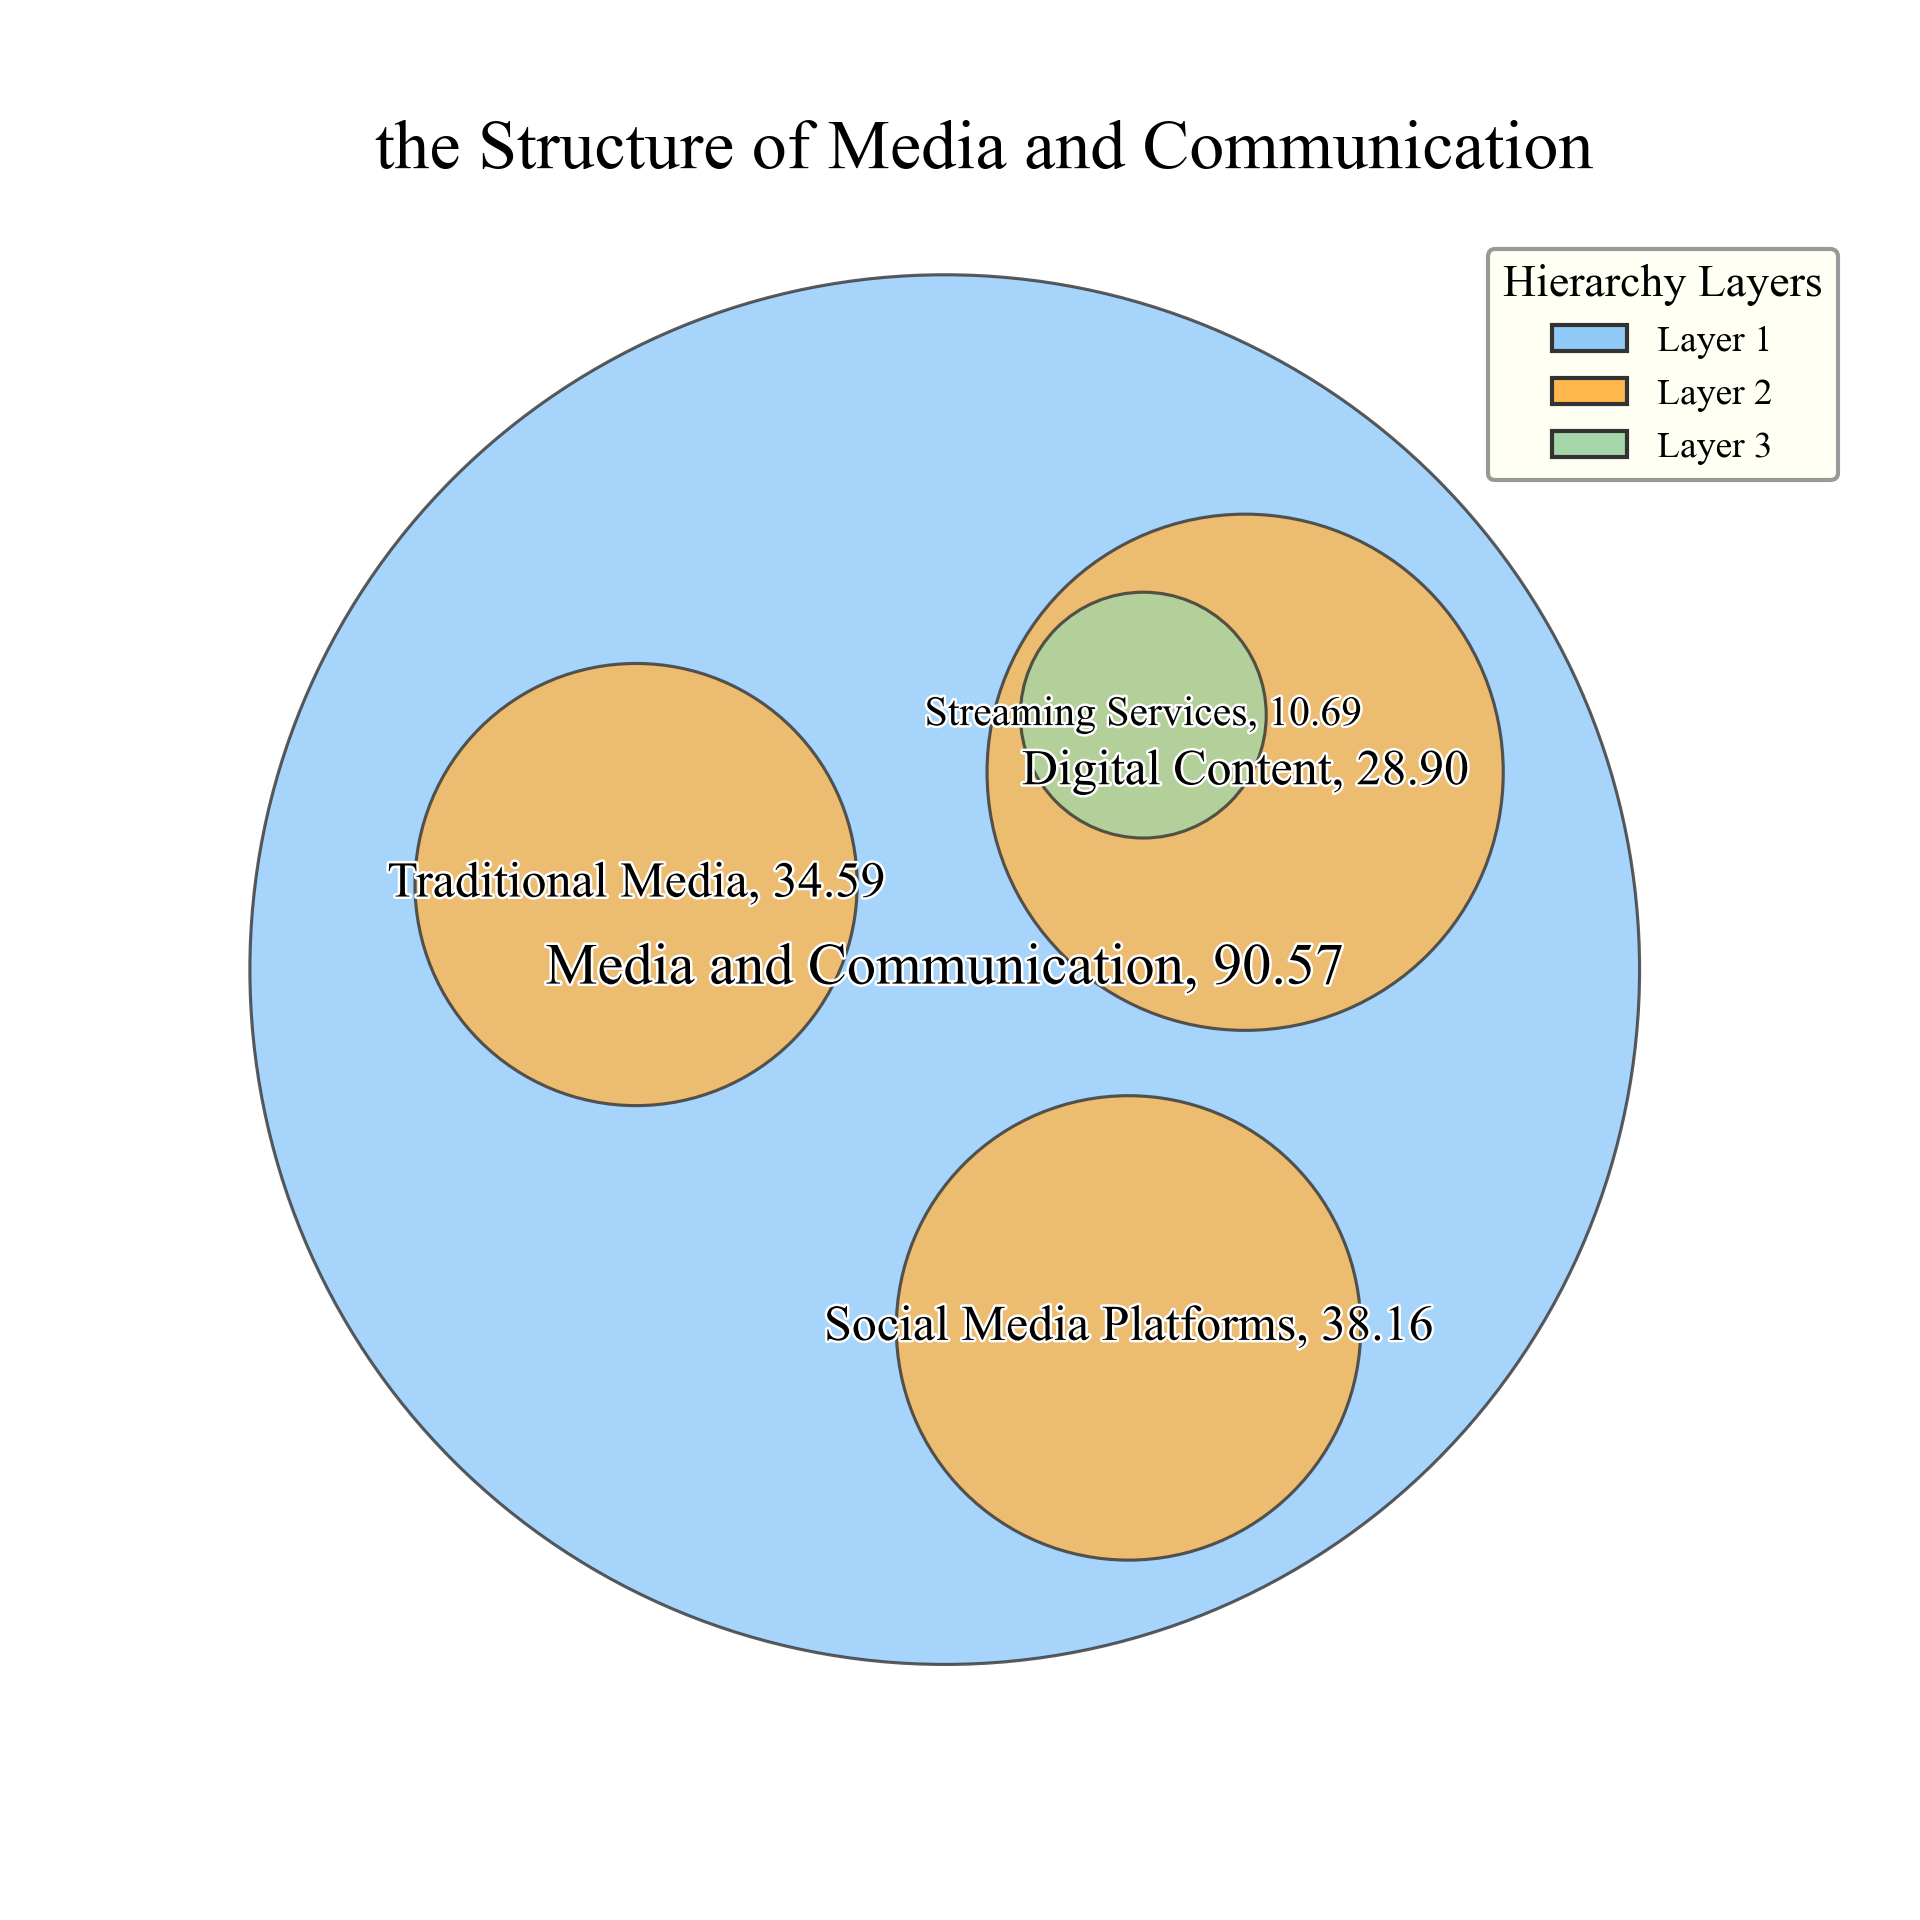 the Structure of Media and Communication
Hierarchy Layers
Layer 1
Layer 2
Layer 3
Streaming Services, 10.69
Digital Content, 28.90
Traditional Media, 34.59
Media and Communication, 90.57
Social Media Platforms, 38.16